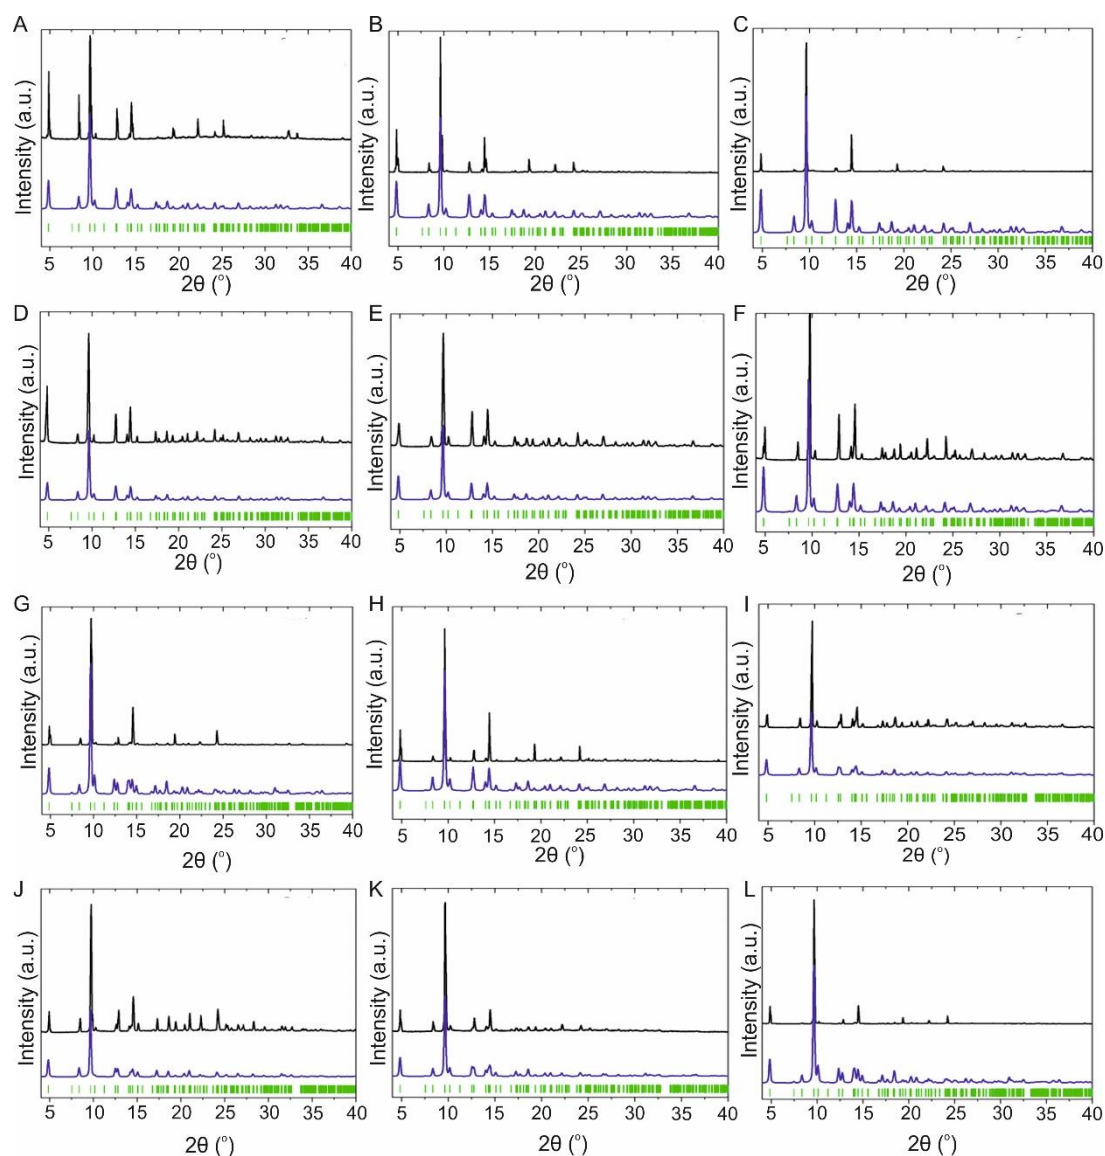 A B C
Intensity (a.u.) Intensity (a.u.) Intensity (a.u.)
5 10 15 20 25 30 35 40 5 10 15 20 25 30 35 40 5 10 15 20 25 30 35 40
2θ (°) 2θ (°) 2θ (°)
D E F
Intensity (a.u.) Intensity (a.u.) Intensity (a.u.)
5 10 15 20 25 30 35 40 5 10 15 20 25 30 35 40 5 10 15 20 25 30 35 40
2θ (°) 2θ (°) 2θ (°)
G H I
Intensity (a.u.) Intensity (a.u.) Intensity (a.u.)
5 10 15 20 25 30 35 40 5 10 15 20 25 30 35 40 5 10 15 20 25 30 35 40
2θ (°) 2θ (°) 2θ (°)
J K L
Intensity (a.u.) Intensity (a.u.) Intensity (a.u.)
5 10 15 20 25 30 35 40 5 10 15 20 25 30 35 40 5 10 15 20 25 30 35 40
2θ (°) 2θ (°) 2θ (°)